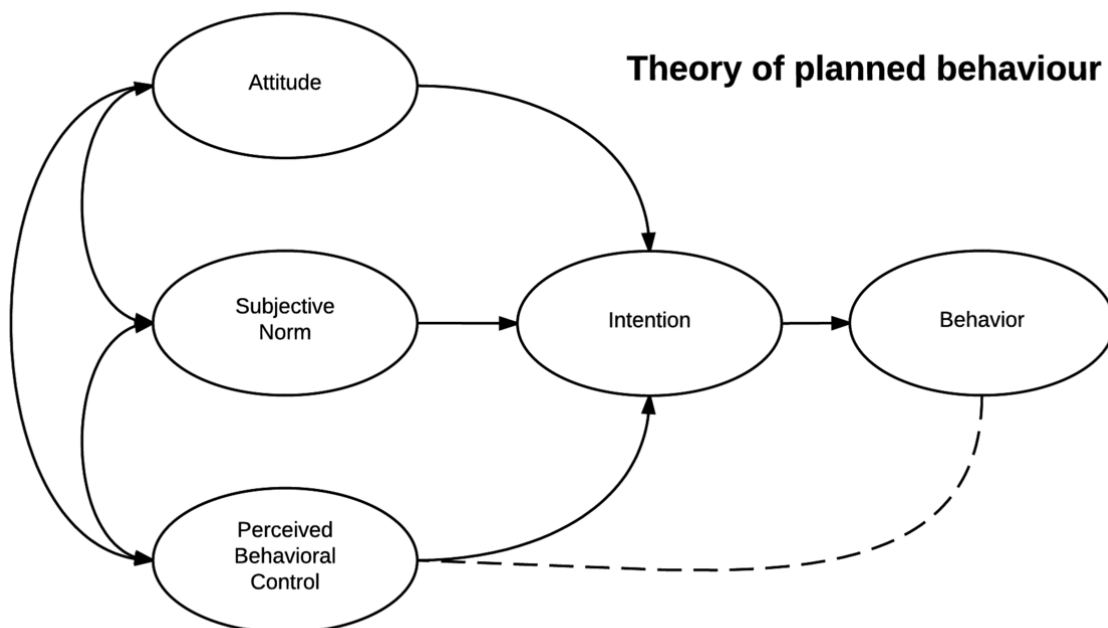 Theory of planned behaviour
Attitude
Subjective
Norm
Intention
Behavior
Perceived
Behavioral
Control